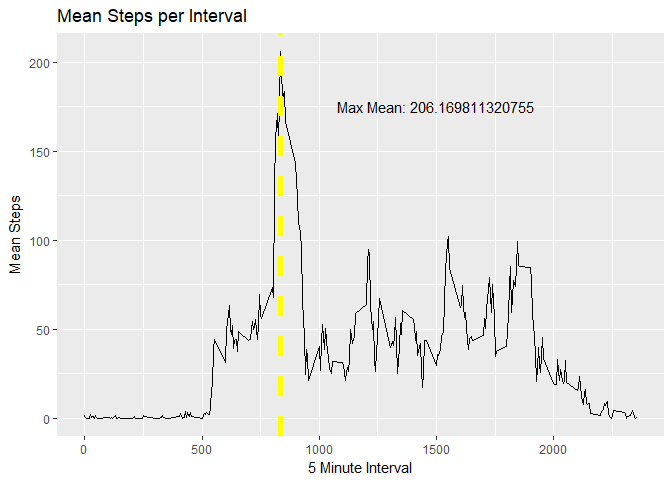 Mean Steps per Interval
200
Max Mean: 206.169811320755
150
Mean Steps
100
50
0
0 500 1000 1500 2000
5 Minute Interval